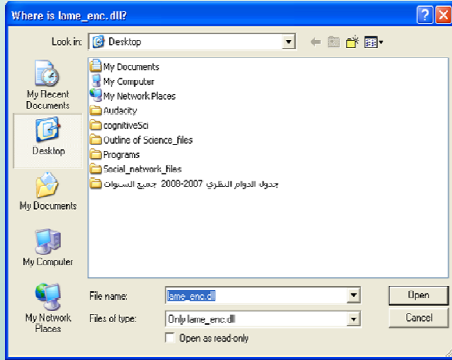 Where is lame_enc.dll?
Look in:
Desktop
My Recent
Documents
Desktop
My Documents
My Computer
My Network
Places
My Documents
My Computer
My Network Places
Audacity
cognitiveSci
Outline of Science_files
Programs
Social_network_files
جدول الدوام النظري 2007-2008 جميع السنوات
File name:
lame_enc.dll
Open
Files of type:
Only lame_enc.dll
Cancel
Open as read-only